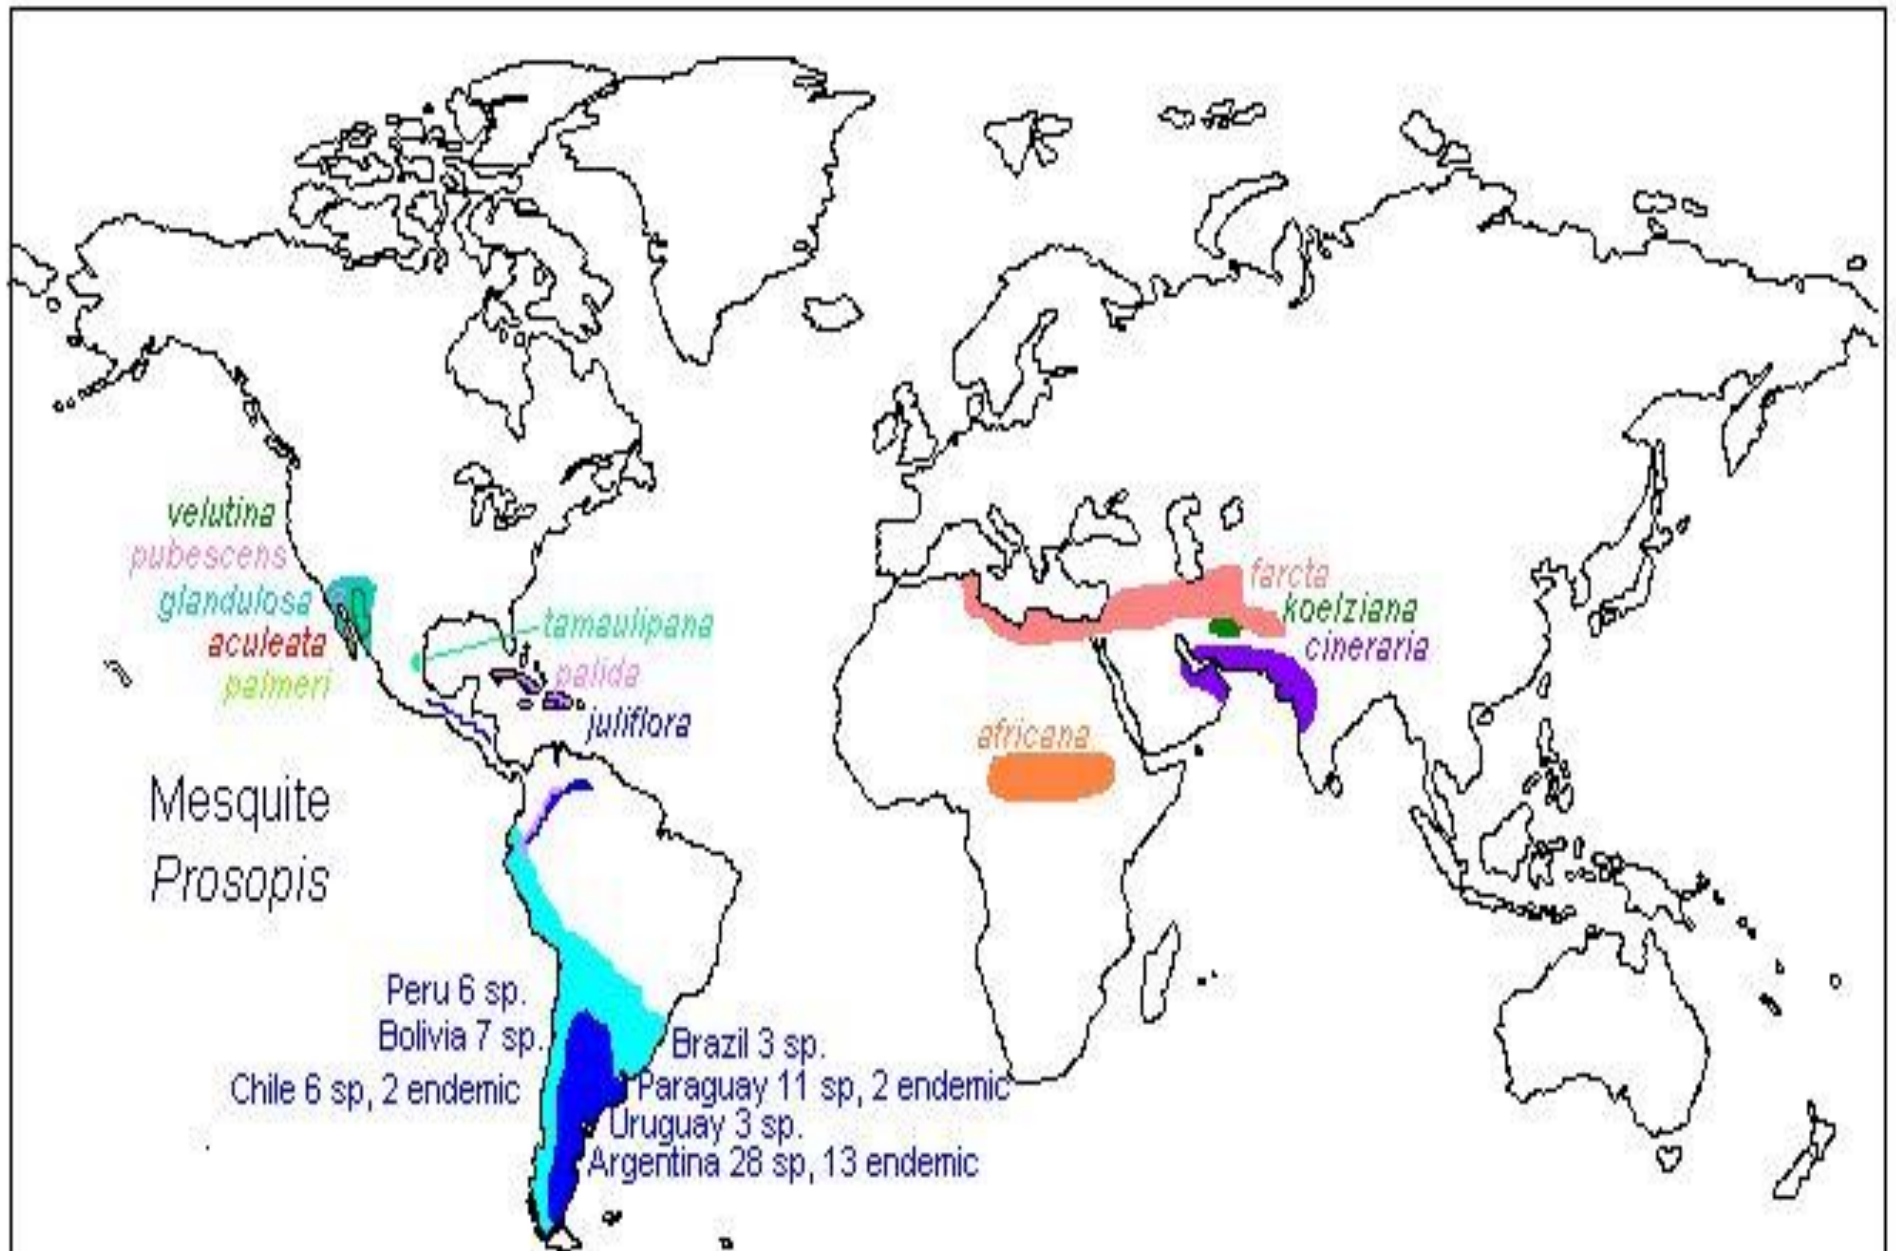 velutina
pubescens
glandulosa
aculeata
palmeri
tamaulipana
palida
juliflora
farcta
koelziana
cineraria
africana
Mesquite
Prosopis
Peru 6 sp.
Bolivia 7 sp.
Chile 6 sp, 2 endemic
Brazil 3 sp.
Paraguay 11 sp, 2 endemic
Uruguay 3 sp.
Argentina 28 sp, 13 endemic